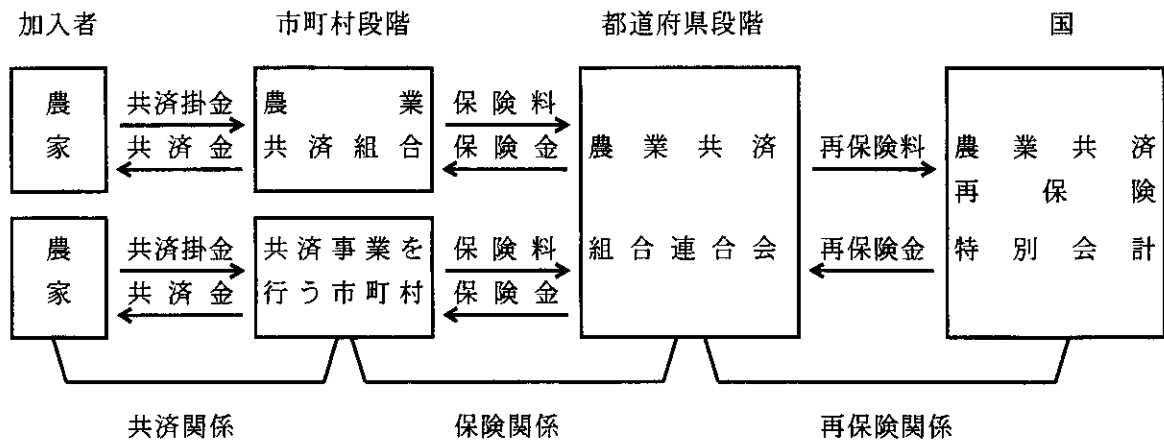 加入者 市町村段階 都道府県段階 国
農家
共済掛金
共済金
農業
共済組合
保険料
保険金
農家
共済掛金
共済金
共済事業を
行う市町村
保険料
保険金
農業共済
組合連合会
再保険料
再保険金
農業共済
再保険
特別会計
共済関係 保険関係 再保険関係